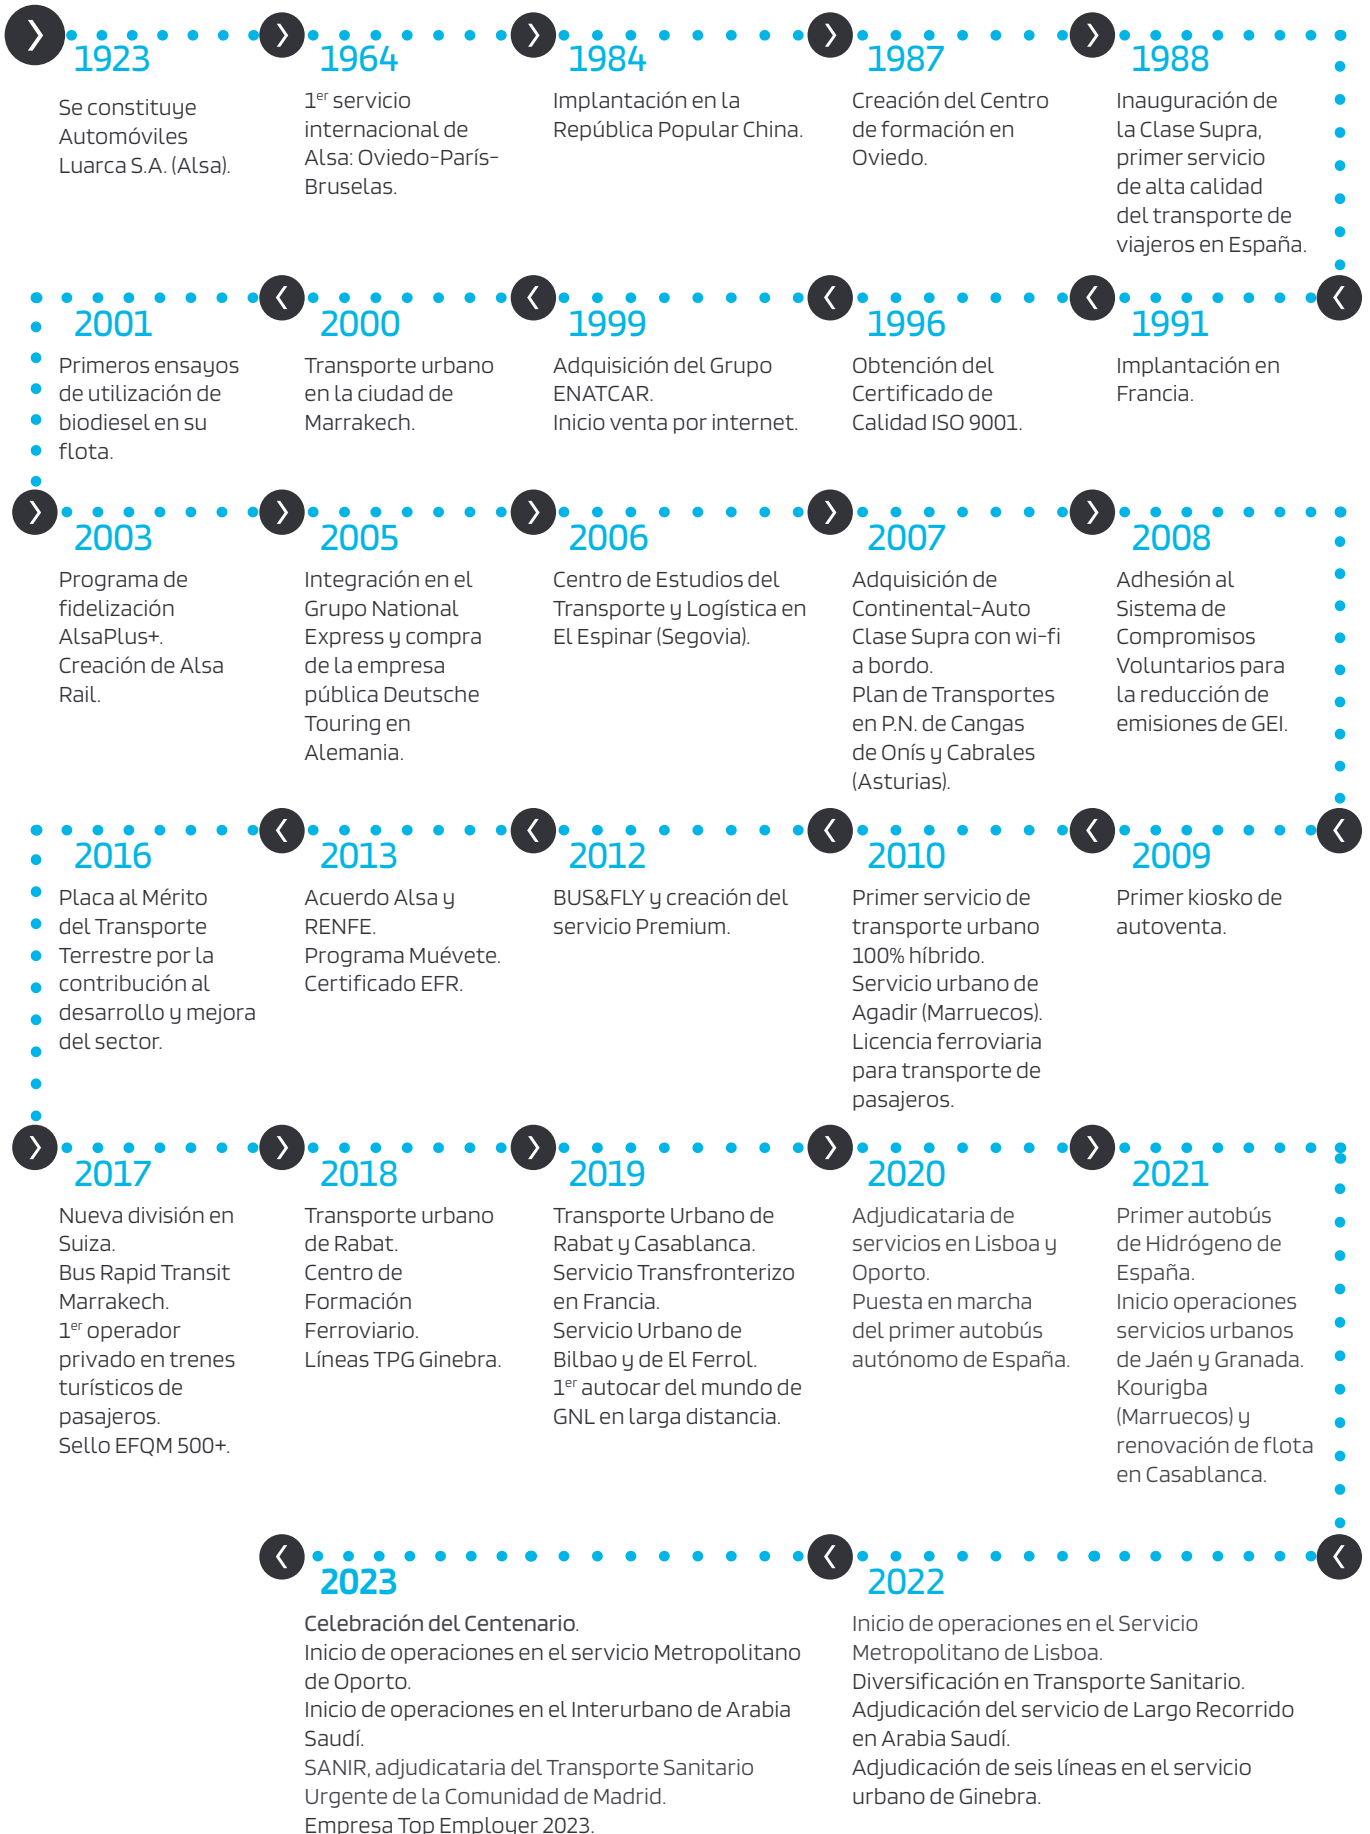 1923
Se constituye
Automóviles
Luarca S.A. (Alsa).
1964
1er servicio
internacional de
Alsa: Oviedo-París-
Bruselas.
1984
Implantación en la
República Popular China.
1987
Creación del Centro
de formación en
Oviedo.
1988
Inauguración de
la Clase Supra,
primer servicio
de alta calidad
del transporte de
viajeros en España.
1991
Implantación en
Francia.
1996
Obtención del
Certificado de
Calidad ISO 9001.
1999
Adquisición del Grupo
ENATCAR.
Inicio venta por internet.
2000
Transporte urbano
en la ciudad de
Marrakech.
2001
Primeros ensayos
de utilización de
biodiesel en su
flota.
2003
Programa de
fidelización
AlsaPlus+.
Creación de Alsa
Rail.
2005
Integración en el
Grupo National
Express y compra
de la empresa
pública Deutsche
Touring en
Alemania.
2006
Centro de Estudios del
Transporte y Logística en
El Espinar (Segovia).
2007
Adquisición de
Continental-Auto
Clase Supra con wi-fi
a bordo.
Plan de Transportes
en P.N. de Cangas
de Onís y Cabrales
(Asturias).
2008
Adhesión al
Sistema de
Compromisos
Voluntarios para
la reducción de
emisiones de GEI.
2009
Primer kiosko de
autoventa.
2010
Primer servicio de
transporte urbano
100% híbrido.
Servicio urbano de
Agadir (Marruecos).
Licencia ferroviaria
para transporte de
pasajeros.
2012
BUS&FLY y creación del
servicio Premium.
2013
Acuerdo Alsa y
RENFE.
Programa Muévete.
Certificado EFR.
2016
Placa al Mérito
del Transporte
Terrestre por la
contribución al
desarrollo y mejora
del sector.
2017
Nueva división en
Suiza.
Bus Rapid Transit
Marrakech.
1er operador
privado en trenes
turísticos de
pasajeros.
Sello EFQM 500+.
2018
Transporte urbano
de Rabat.
Centro de
Formación
Ferroviario.
Líneas TPG Ginebra.
2019
Transporte Urbano de
Rabat y Casablanca.
Servicio Transfronterizo
en Francia.
Servicio Urbano de
Bilbao y de El Ferrol.
1er autocar del mundo de
GNL en larga distancia.
2020
Adjudicataria de
servicios en Lisboa y
Oporto.
Puesta en marcha
del primer autobús
autónomo de España.
2021
Primer autobús
de Hidrógeno de
España.
Inicio operaciones
servicios urbanos
de Jaén y Granada.
Kourigba
(Marruecos) y
renovación de flota
en Casablanca.
2022
Inicio de operaciones en el Servicio
Metropolitano de Lisboa.
Diversificación en Transporte Sanitario.
Adjudicación del servicio de Largo Recorrido
en Arabia Saudí.
Adjudicación de seis líneas en el servicio
urbano de Ginebra.
2023
Celebración del Centenario.
Inicio de operaciones en el servicio Metropolitano
de Oporto.
Inicio de operaciones en el Interurbano de Arabia
Saudí.
SANIR, adjudicataria del Transporte Sanitario
Urgente de la Comunidad de Madrid.
Empresa Top Employer 2023.